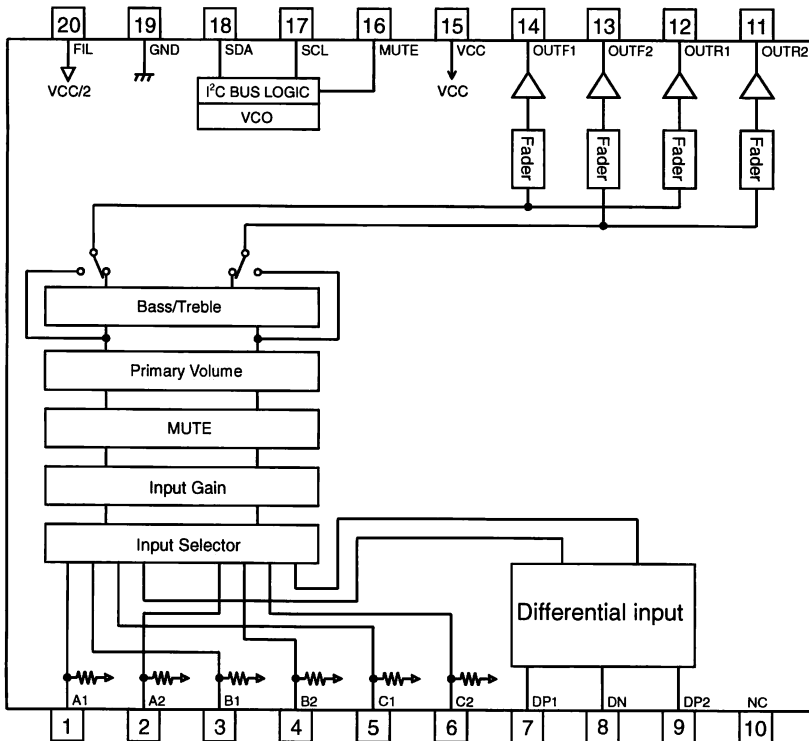 20 19 18 17 16 15 14 13 12 11
FIL GND SDA SCL MUTE VCC OUTF1 OUTF2 OUTR1 OUTR2
VCC/2 VCC
I²C BUS LOGIC
VCO
Fader Fader Fader Fader
Bass/Treble
Primary Volume
MUTE
Input Gain
Input Selector
Differential input
A1 A2 B1 B2 C1 C2 DP1 DN DP2 NC
1 2 3 4 5 6 7 8 9 10